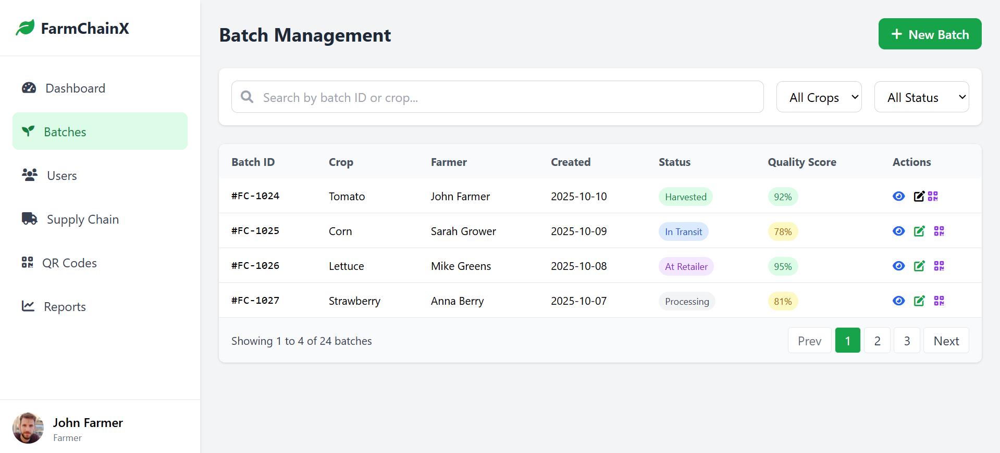 FarmChainX
Dashboard
Batches
Users
Supply Chain
QR Codes
Reports
John Farmer
Farmer
Batch Management
New Batch
Search by batch ID or crop...
All Crops
All Status
Batch ID Crop Farmer Created Status Quality Score Actions
#FC-1024 Tomato John Farmer 2025-10-10 Harvested 92%
#FC-1025 Corn Sarah Grower 2025-10-09 In Transit 78%
#FC-1026 Lettuce Mike Greens 2025-10-08 At Retailer 95%
#FC-1027 Strawberry Anna Berry 2025-10-07 Processing 81%
Showing 1 to 4 of 24 batches
Prev 1 2 3 Next